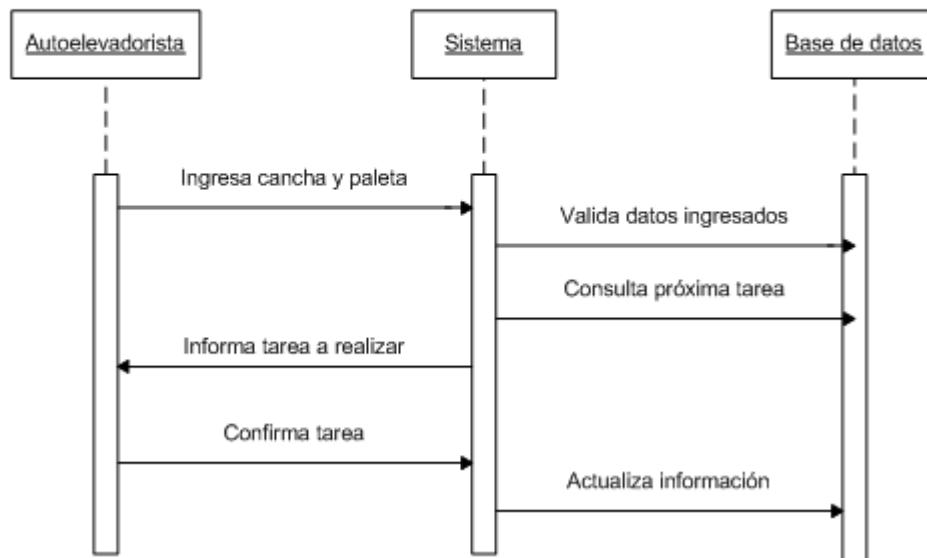 Autoelevadorista
Sistema
Base de datos
Ingresa cancha y paleta
Valida datos ingresados
Consulta próxima tarea
Informa tarea a realizar
Confirma tarea
Actualiza información